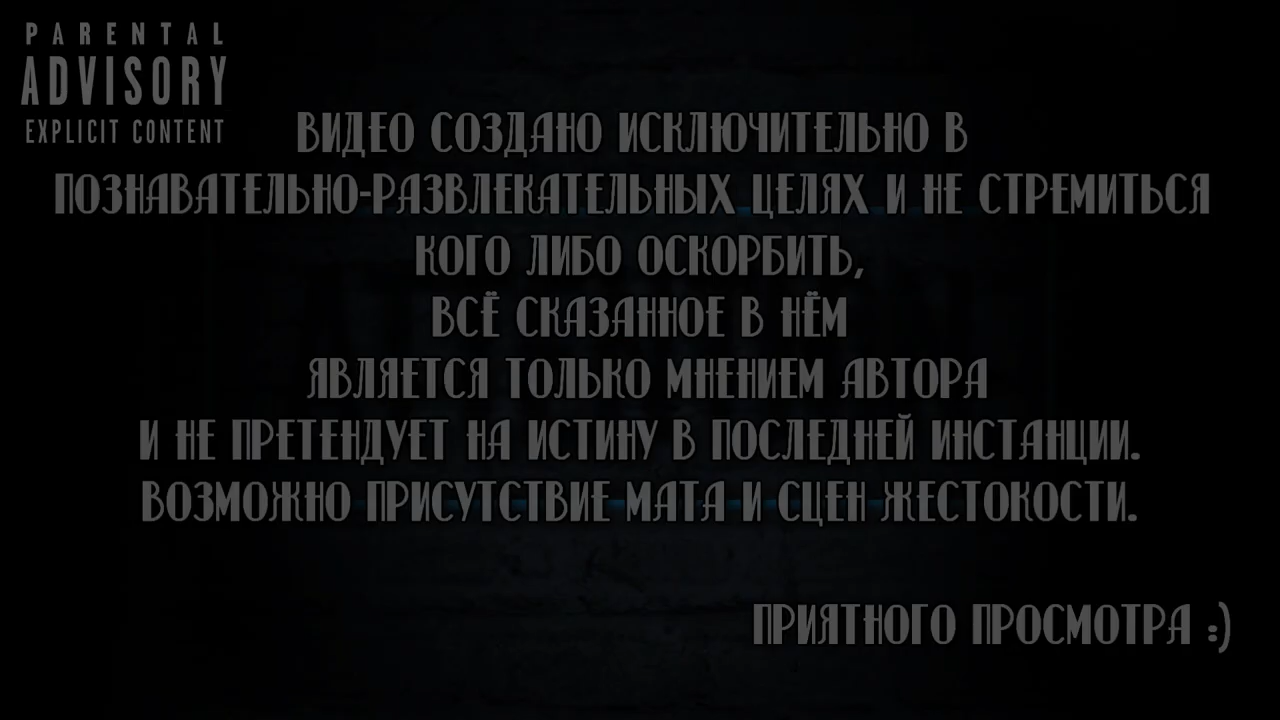 PARENTAL
ADVISORY
EXPLICIT CONTENT
ВИДЕО СОЗДАНО ИСКЛЮЧИТЕЛЬНО В
ПОЗНАВАТЕЛЬНО-РАЗВЛЕКАТЕЛЬНЫХ ЦЕЛЯХ И НЕ СТРЕМИТЬСЯ
КОГО ЛИБО ОСКОРБИТЬ,
ВСЁ СКАЗАННОЕ В НЁМ
ЯВЛЯЕТСЯ ТОЛЬКО МНЕНИЕМ АВТОРА
И НЕ ПРЕТЕНДУЕТ НА ИСТИНУ В ПОСЛЕДНЕЙ ИНСТАНЦИИ.
ВОЗМОЖНО ПРИСУТСТВИЕ МАТА И СЦЕН ЖЕСТОКОСТИ.
ПРИЯТНОГО ПРОСМОТРА :)